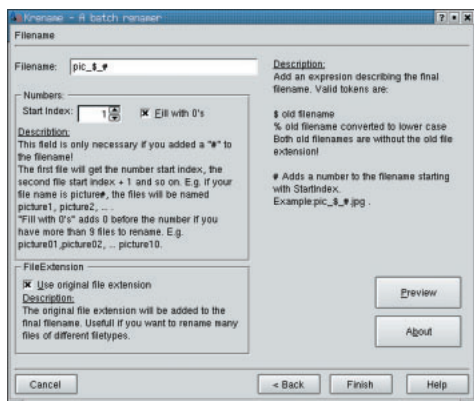 Krename - A batch renamer
Filename
Filename: pic_$_#
Numbers:
Start Index: 1 Fill with 0's
Describtion:
This field is only necessary if you added a "#" to
the filename!
The first file will get the number start index, the
second file start index + 1 and so on. E.g. if your
file name is picture#, the files will be named
picture1, picture2, ... .
"Fill with 0's" adds 0 before the number if you
have more than 9 files to rename. E.g.
picture01,picture02, ... picture10.
FileExtension
Use original file extension
Description:
The original file extension will be added to the
final filename. Usefull if you want to rename many
files of different filetypes.
Description:
Add an expresion describing the final
filename. Valid tokens are:
$ old filename
% old filename converted to lower case
Both old filenames are without the old file
extension!
# Adds a number to the filename starting
with StartIndex.
Example:pic_$_#.jpg .
Preview
About
Cancel
< Back
Finish
Help